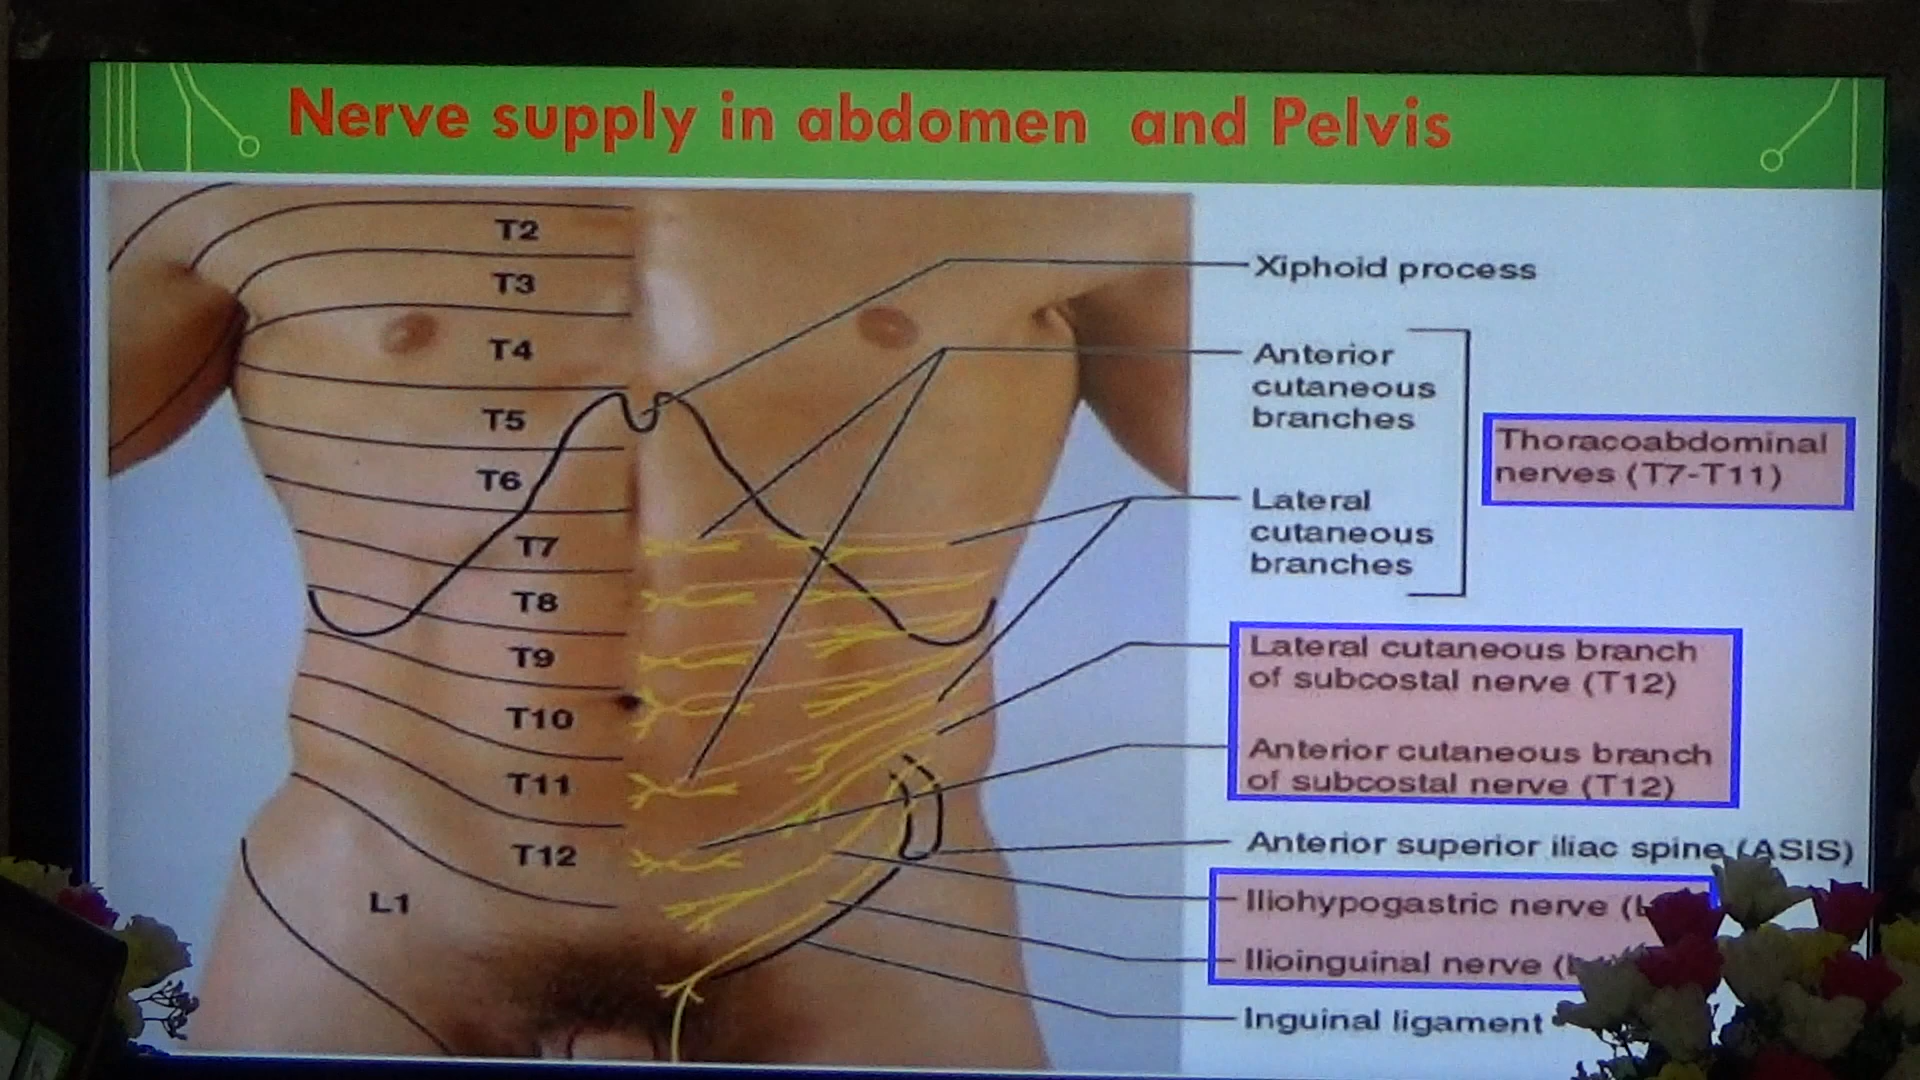 Nerve supply in abdomen and Pelvis
T2
T3
T4
T5
T6
T7
T8
T9
T10
T11
T12
L1
Xiphoid process
Anterior
cutaneous
branches
Lateral
cutaneous
branches
Thoracoabdominal
nerves (T7-T11)
Lateral cutaneous branch
of subcostal nerve (T12)
Anterior cutaneous branch
of subcostal nerve (T12)
Anterior superior iliac spine (ASIS)
Iliohypogastric nerve
Ilioinguinal nerve
Inguinal ligament